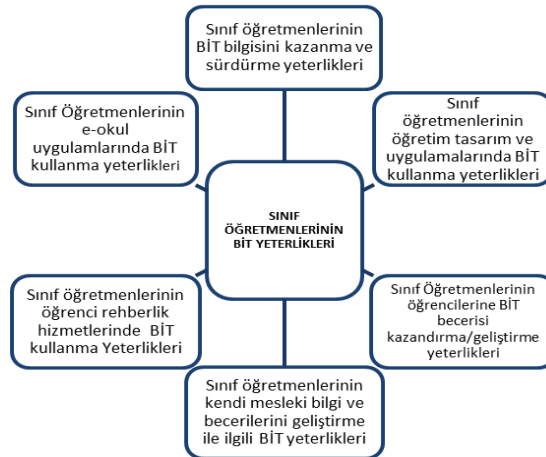 Sınıf öğretmenlerinin
BİT bilgisini kazanma ve
sürdürme yeterlikleri
Sınıf Öğretmenlerinin
e-okul
uygulamlarında BİT
kullanma yeterlikleri
Sınıf
öğretmenlerinin
öğretim tasarım ve
uygulamalarında BİT
kullanma yeterlikleri
SINIF
ÖĞRETMENLERİNİN
BİT YETERLİKLERİ
Sınıf öğretmenlerinin
öğrenci rehberlik
hizmetlerinde BİT
kullanma Yeterlikleri
Sınıf Öğretmenlerinin
öğrencilerine BİT
becerisi
kazandırma/geliştirme
yeterlikleri
Sınıf öğretmenlerinin
kendi mesleki bilgi ve
becerilerini geliştirme
ile ilgili BİT yeterlikleri